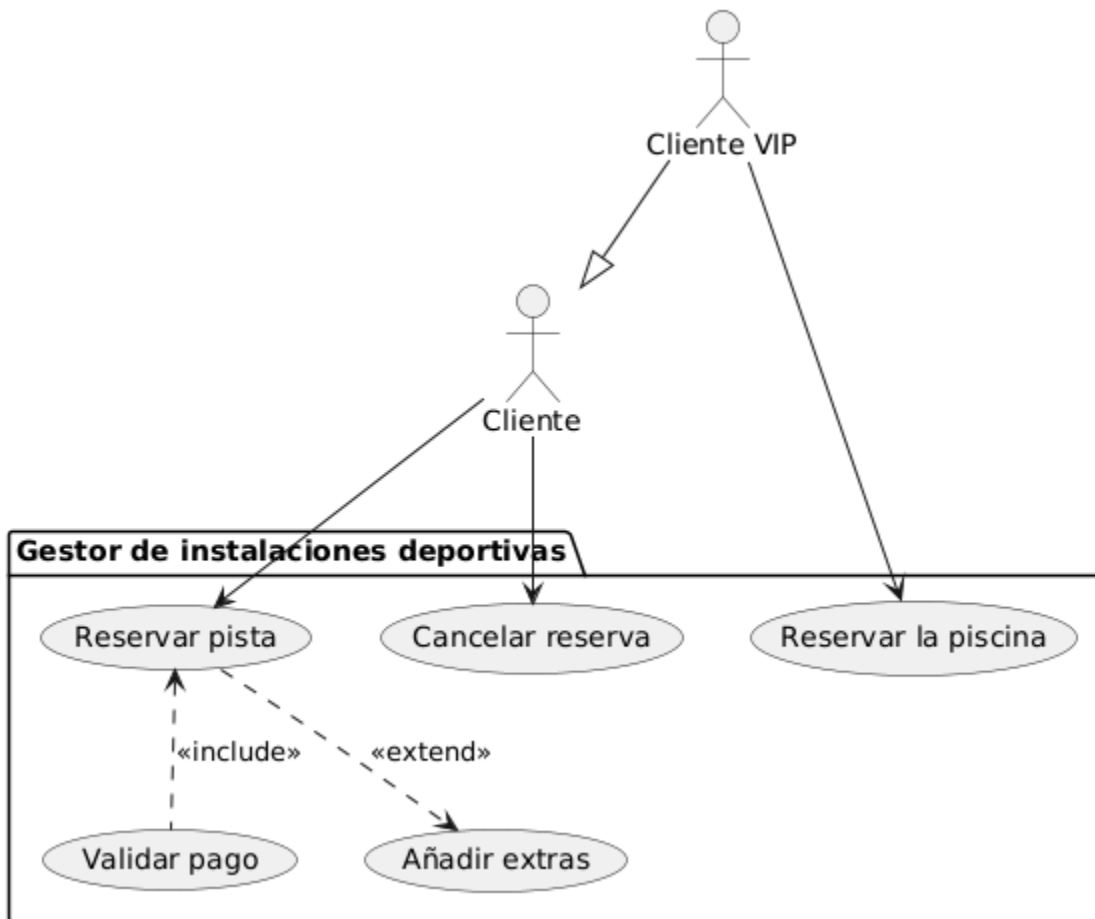 Cliente VIP
Cliente
Gestor de instalaciones deportivas
Reservar pista
Cancelar reserva
Reservar la piscina
«include»
«extend»
Validar pago
Añadir extras